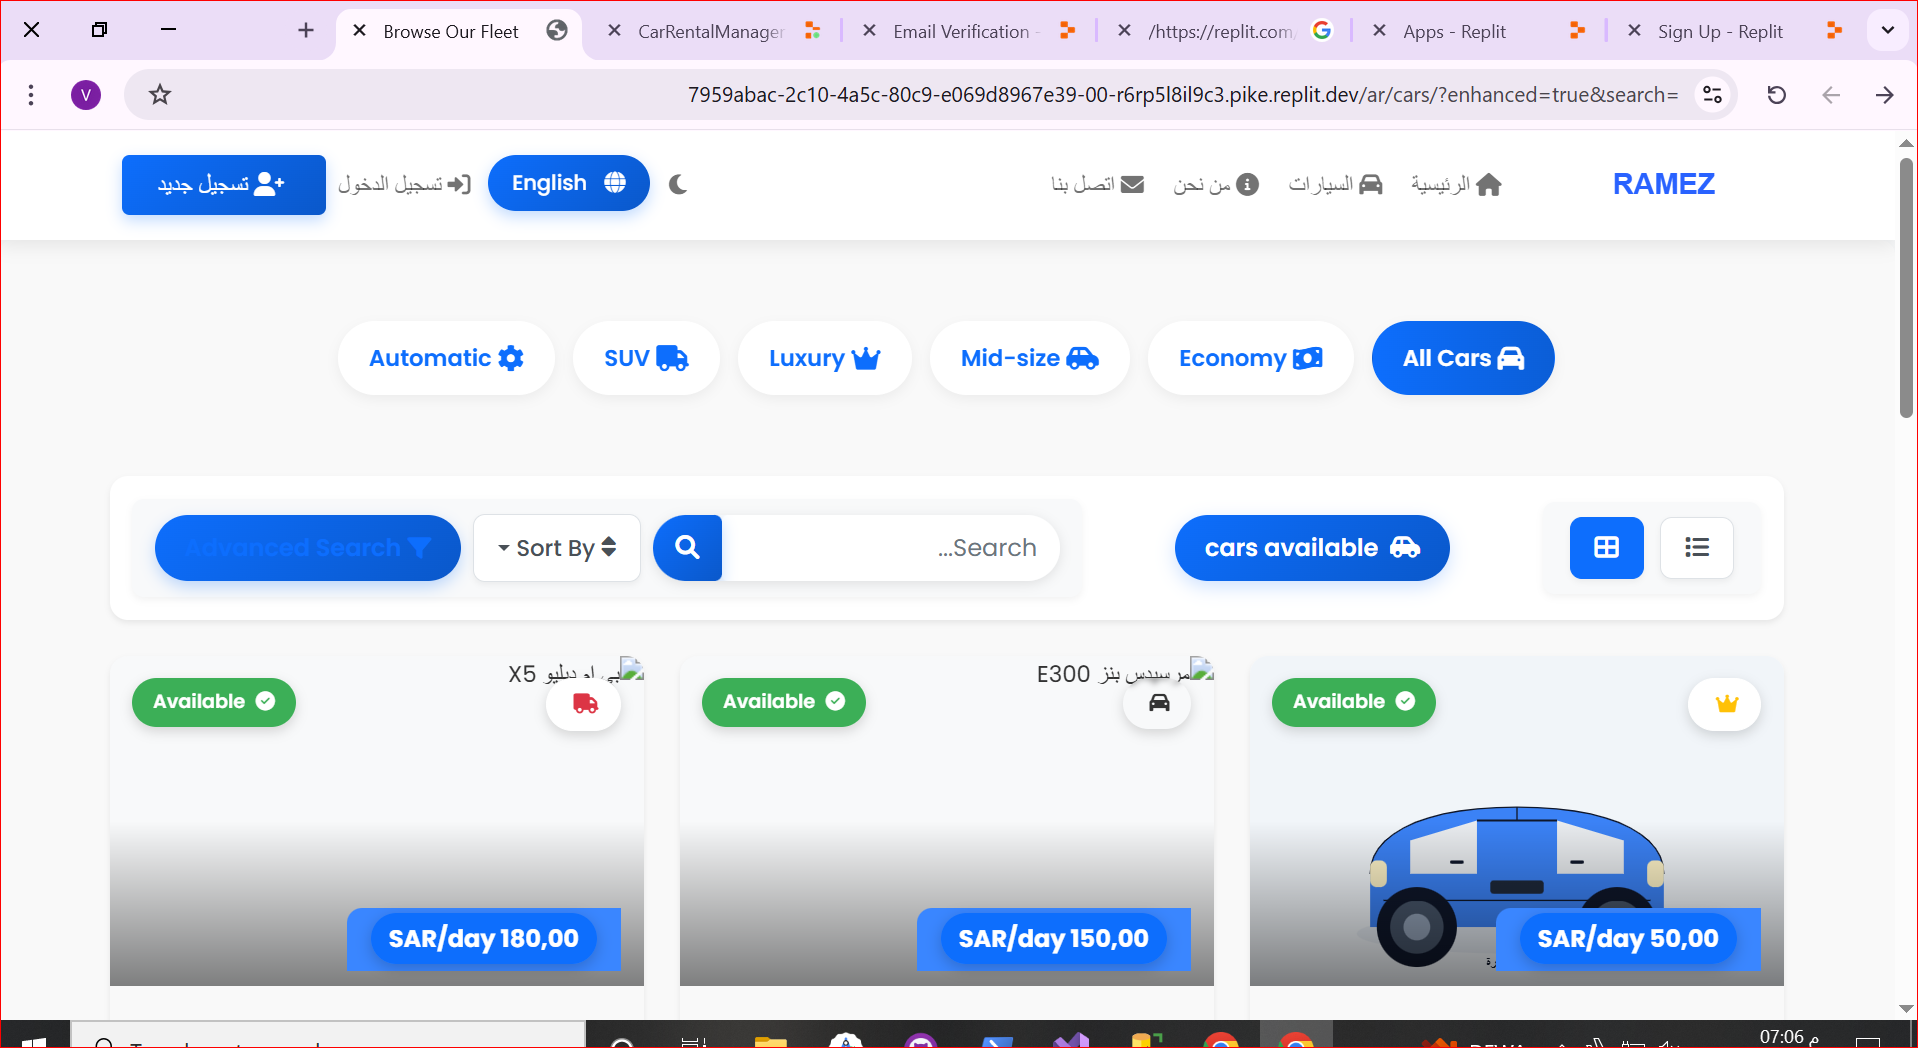 Browse Our Fleet
CarRentalManager
Email Verification -
/https://replit.com/
Apps - Replit
Sign Up - Replit
V
7959abac-2c10-4a5c-80c9-e069d8967e39-00-r6rp5l8il9c3.pike.replit.dev/ar/cars/?enhanced=true&search=
RAMEZ
الرئيسية
السيارات
من نحن
اتصل بنا
English
تسجيل الدخول
تسجيل جديد
All Cars
Economy
Mid-size
Luxury
SUV
Automatic
cars available
...Search
Sort By
Advanced Search
Available
SAR/day 50,00
مرسيدس بنز E300
Available
SAR/day 150,00
بي ام دبليو X5
Available
SAR/day 180,00
07:06 م